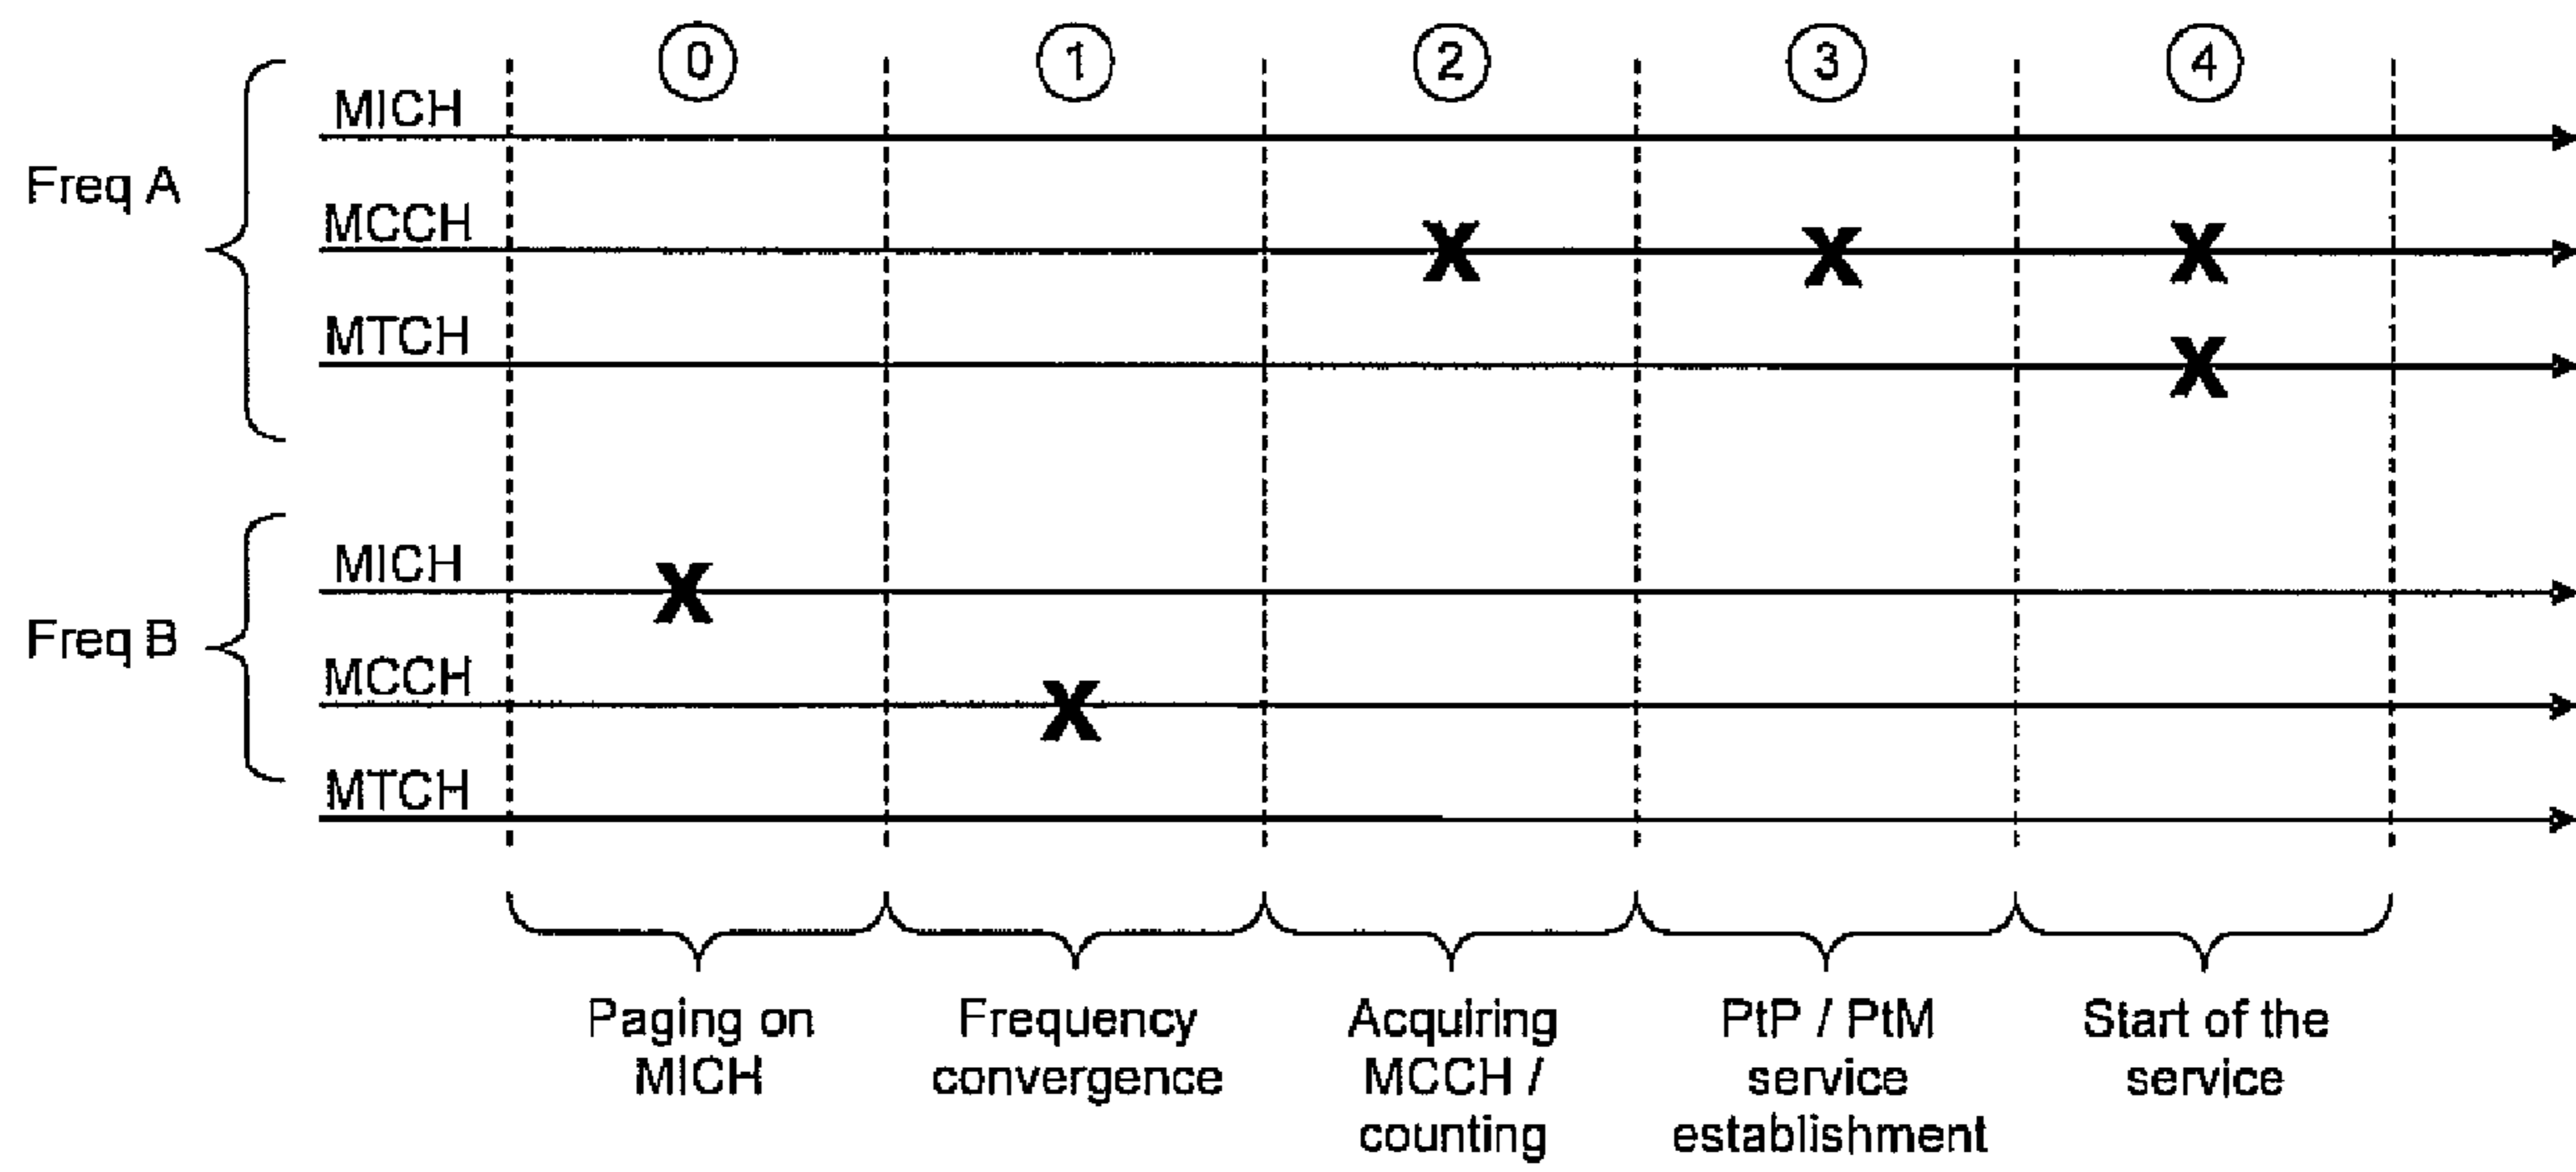 0 1 2 3 4
MICH
Freq A
MCCH
MTCH
MICH
Freq B
MCCH
MTCH
X X X
X
X
X
Paging on
MICH
Frequency
convergence
Acquiring
MCCH /
counting
PtP / PtM
service
establishment
Start of the
service